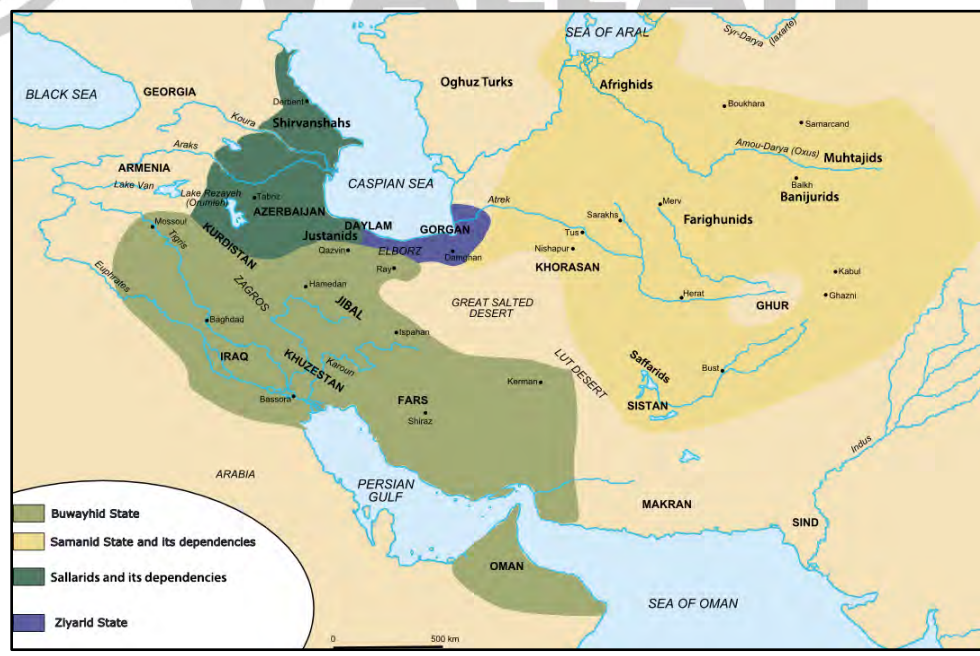 SEA OF ARAL
Syr-Darya (Iaxarte)
BLACK SEA
GEORGIA
Oghuz Turks
Afrighids
Derbent
Boukhara
Samarcand
Koura
Shirvanshahs
Araks
Amou-Darya (Oxus)
Muhtajids
ARMENIA
Lake Van
Lake Rezayeh
(Orumieh)
Tabriz
AZERBAIJAN
CASPIAN SEA
Balkh
Banijurids
Atrek
Merv
Sarakhs
Farighunids
Mossoul
Tigris
KURDISTAN
DAYLAM
Justanids
GORGAN
Tus
Qazvin
ELBORZ
Damghan
Nishapur
KHORASAN
Ray
Euphrates
ZAGROS
Hamedan
JIBAL
GREAT SALTED
DESERT
Kabul
Ghazni
Herat
GHUR
Baghdad
Ispahan
IRAQ
KHUZESTAN
Karoun
LUT DESERT
Saffarids
Bust
Kerman
Bassora
FARS
Shiraz
SISTAN
Indus
ARABIA
PERSIAN
GULF
MAKRAN
SIND
OMAN
SEA OF OMAN
Buwayhid State
Samanid State and its dependencies
Sallarids and its dependencies
Ziyarid State
0 500 km